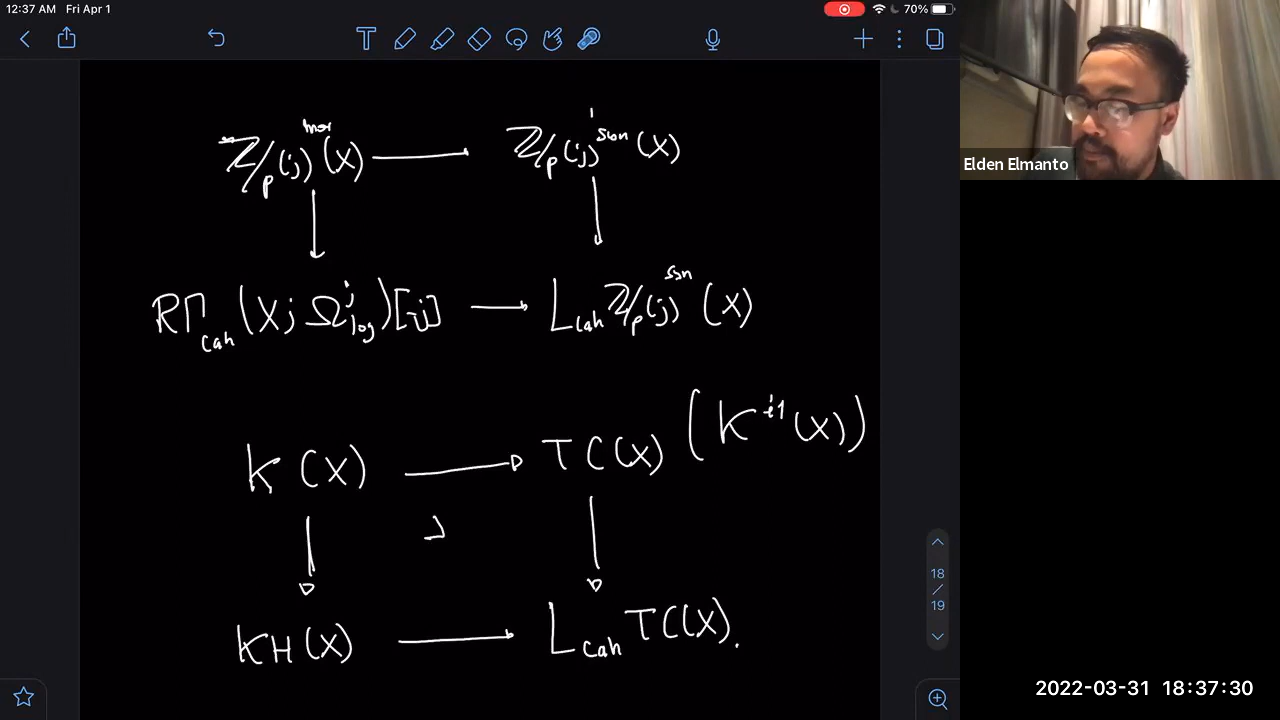 12:37 AM Fri Apr 1
70%
T
ℤ/p(j)^mot (X) ⟶ ℤ/p(j)^syn (X)
Elden Elmanto
RΓ_cdh (X; Ω^j_log)[-j] ⟶ L_cdh ℤ/p(j)^syn (X)
K(X) ⟶ TC(X) (K^ét(X))
18
/
19
KH(X) ⟶ L_cdh TC(X).
2022-03-31 18:37:30